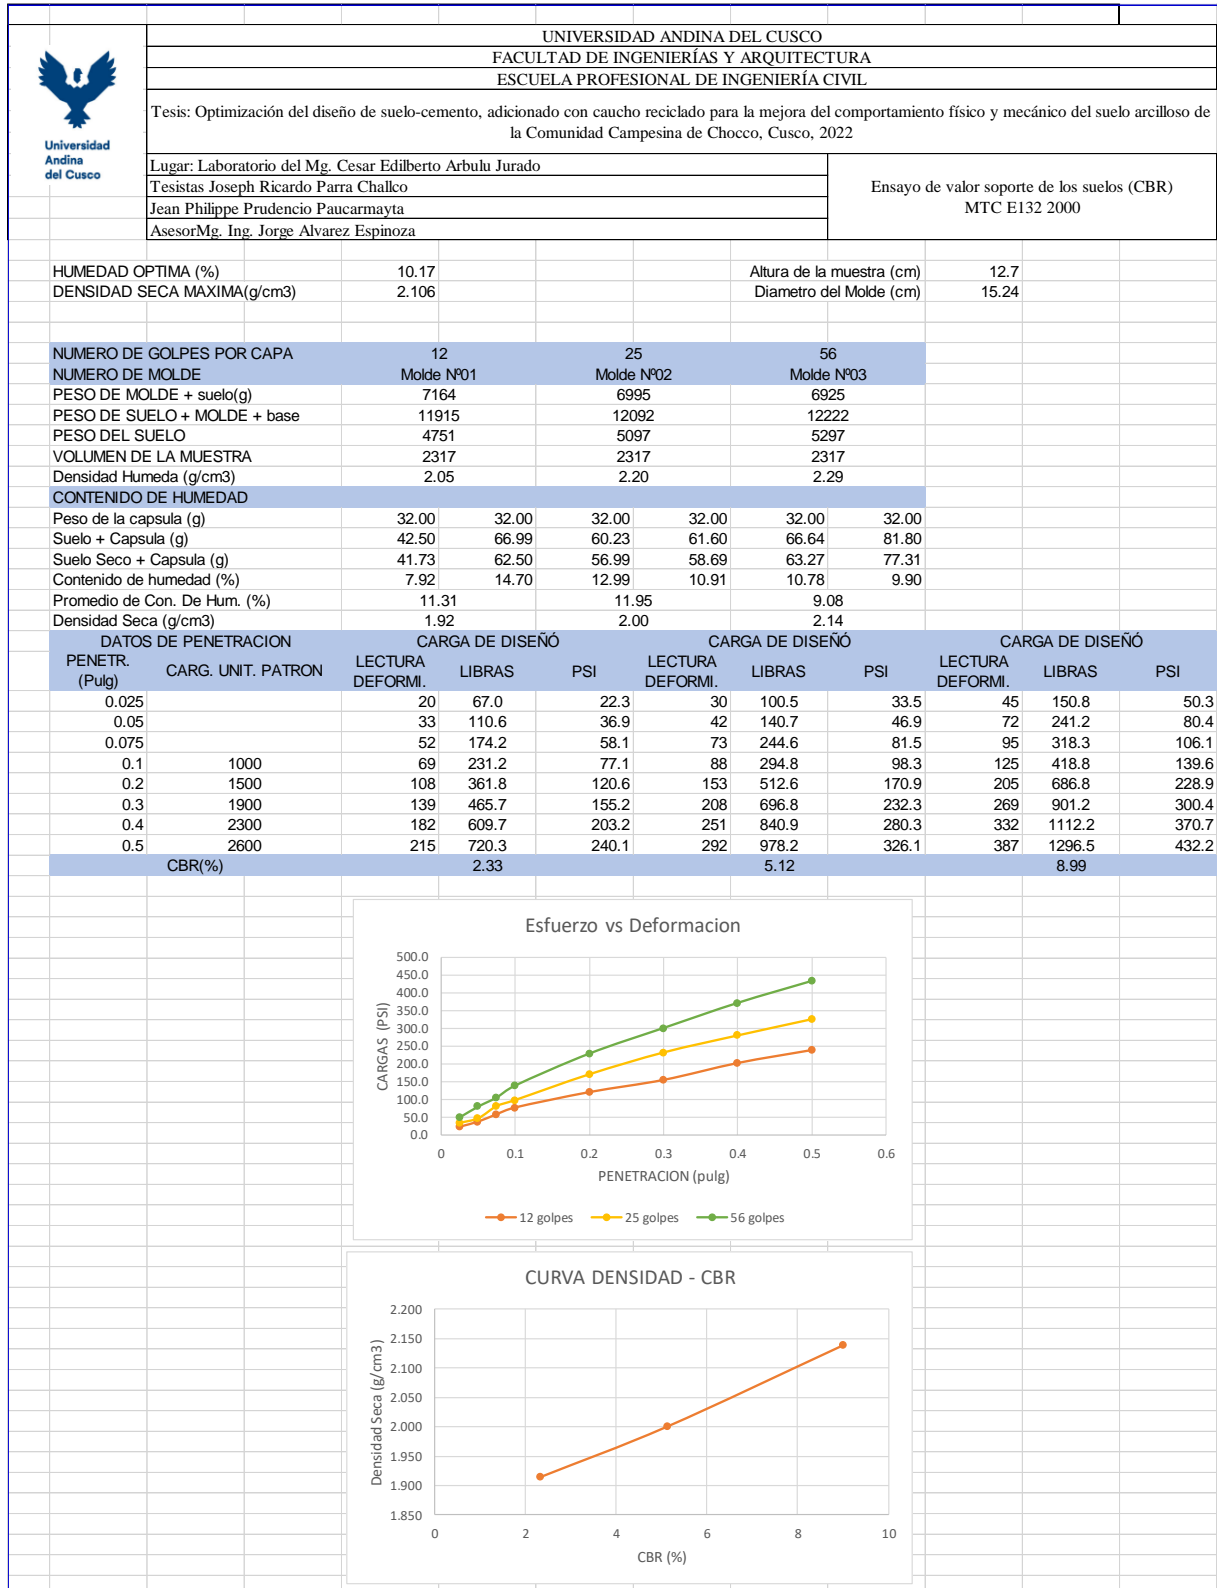 UNIVERSIDAD ANDINA DEL CUSCO
FACULTAD DE INGENIERÍAS Y ARQUITECTURA
ESCUELA PROFESIONAL DE INGENIERÍA CIVIL
Universidad
Andina
del Cusco
Tesis: Optimización del diseño de suelo-cemento, adicionado con caucho reciclado para la mejora del comportamiento físico y mecánico del suelo arcilloso de
la Comunidad Campesina de Chocco, Cusco, 2022
Lugar: Laboratorio del Mg. Cesar Edilberto Arbulu Jurado
Tesistas Joseph Ricardo Parra Challco
Jean Philippe Prudencio Paucarmayta
AsesorMg. Ing. Jorge Alvarez Espinoza
Ensayo de valor soporte de los suelos (CBR)
MTC E132 2000
HUMEDAD OPTIMA (%) 10.17 Altura de la muestra (cm) 12.7
DENSIDAD SECA MAXIMA(g/cm3) 2.106 Diametro del Molde (cm) 15.24
NUMERO DE GOLPES POR CAPA 12 25 56
NUMERO DE MOLDE Molde Nº01 Molde Nº02 Molde Nº03
PESO DE MOLDE + suelo(g) 7164 6995 6925
PESO DE SUELO + MOLDE + base 11915 12092 12222
PESO DEL SUELO 4751 5097 5297
VOLUMEN DE LA MUESTRA 2317 2317 2317
Densidad Humeda (g/cm3) 2.05 2.20 2.29
CONTENIDO DE HUMEDAD
Peso de la capsula (g) 32.00 32.00 32.00 32.00 32.00 32.00
Suelo + Capsula (g) 42.50 66.99 60.23 61.60 66.64 81.80
Suelo Seco + Capsula (g) 41.73 62.50 56.99 58.69 63.27 77.31
Contenido de humedad (%) 7.92 14.70 12.99 10.91 10.78 9.90
Promedio de Con. De Hum. (%) 11.31 11.95 9.08
Densidad Seca (g/cm3) 1.92 2.00 2.14
DATOS DE PENETRACION CARGA DE DISEÑÓ CARGA DE DISEÑÓ CARGA DE DISEÑÓ
PENETR. (Pulg) CARG. UNIT. PATRON LECTURA DEFORMI. LIBRAS PSI LECTURA DEFORMI. LIBRAS PSI LECTURA DEFORMI. LIBRAS PSI
0.025 20 67.0 22.3 30 100.5 33.5 45 150.8 50.3
0.05 33 110.6 36.9 42 140.7 46.9 72 241.2 80.4
0.075 52 174.2 58.1 73 244.6 81.5 95 318.3 106.1
0.1 1000 69 231.2 77.1 88 294.8 98.3 125 418.8 139.6
0.2 1500 108 361.8 120.6 153 512.6 170.9 205 686.8 228.9
0.3 1900 139 465.7 155.2 208 696.8 232.3 269 901.2 300.4
0.4 2300 182 609.7 203.2 251 840.9 280.3 332 1112.2 370.7
0.5 2600 215 720.3 240.1 292 978.2 326.1 387 1296.5 432.2
CBR(%) 2.33 5.12 8.99
Esfuerzo vs Deformacion
CARGAS (PSI)
500.0
450.0
400.0
350.0
300.0
250.0
200.0
150.0
100.0
50.0
0.0
0 0.1 0.2 0.3 0.4 0.5 0.6
PENETRACION (pulg)
12 golpes 25 golpes 56 golpes
CURVA DENSIDAD - CBR
Densidad Seca (g/cm3)
2.200
2.150
2.100
2.050
2.000
1.950
1.900
1.850
0 2 4 6 8 10
CBR (%)